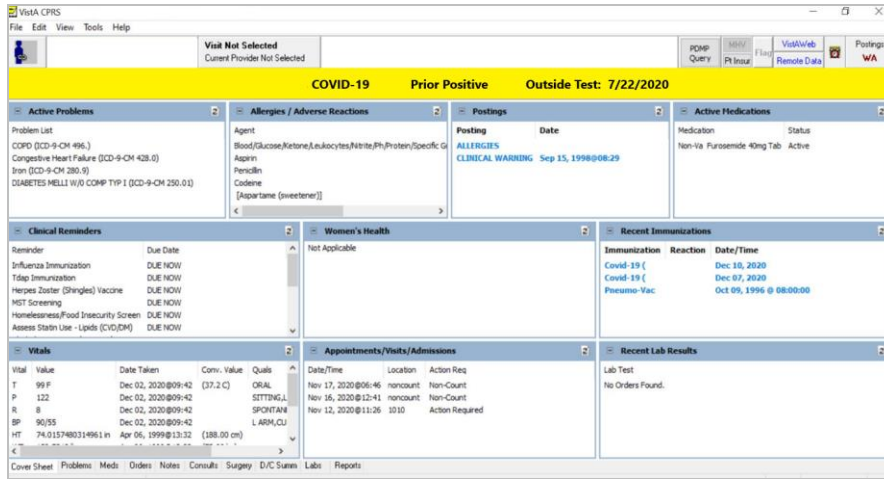 VistA CPRS
File Edit View Tools Help
Visit Not Selected
Current Provider Not Selected
PDMP Query
MHV
Pt Insur
Flag
VistAWeb
Remote Data
Postings
WA
COVID-19 Prior Positive Outside Test: 7/22/2020
Active Problems
Problem List
COPD (ICD-9-CM 496.)
Congestive Heart Failure (ICD-9-CM 428.0)
Iron (ICD-9-CM 280.9)
DIABETES MELLI W/O COMP TYP I (ICD-9-CM 250.01)
Allergies / Adverse Reactions
Agent
Blood/Glucose/Ketone/Leukocytes/Nitrite/Ph/Protein/Specific G
Aspirin
Penicillin
Codeine
[Aspartame (sweetener)]
Postings
Posting Date
ALLERGIES
CLINICAL WARNING Sep 15, 1998@08:29
Active Medications
Medication Status
Non-Va Furosemide 40mg Tab Active
Clinical Reminders
Reminder Due Date
Influenza Immunization DUE NOW
Tdap Immunization DUE NOW
Herpes Zoster (Shingles) Vaccine DUE NOW
MST Screening DUE NOW
Homelessness/Food Insecurity Screen DUE NOW
Assess Statin Use - Lipids (CVD/DM) DUE NOW
Women's Health
Not Applicable
Recent Immunizations
Immunization Reaction Date/Time
Covid-19 ( Dec 10, 2020
Covid-19 ( Dec 07, 2020
Pneumo-Vac Oct 09, 1996 @ 08:00:00
Vitals
Vital Value Date Taken Conv. Value Quals
T 99 F Dec 02, 2020@09:42 (37.2 C) ORAL
P 122 Dec 02, 2020@09:42 SITTING,L
R 8 Dec 02, 2020@09:42 SPONTAN
BP 90/55 Dec 02, 2020@09:42 L ARM,CU
HT 74.0157480314961 in Apr 06, 1999@13:32 (188.00 cm)
Appointments/Visits/Admissions
Date/Time Location Action Req
Nov 17, 2020@06:46 noncount Non-Count
Nov 16, 2020@12:41 noncount Non-Count
Nov 12, 2020@11:26 1010 Action Required
Recent Lab Results
Lab Test
No Orders Found.
Cover Sheet Problems Meds Orders Notes Consults Surgery D/C Summ Labs Reports